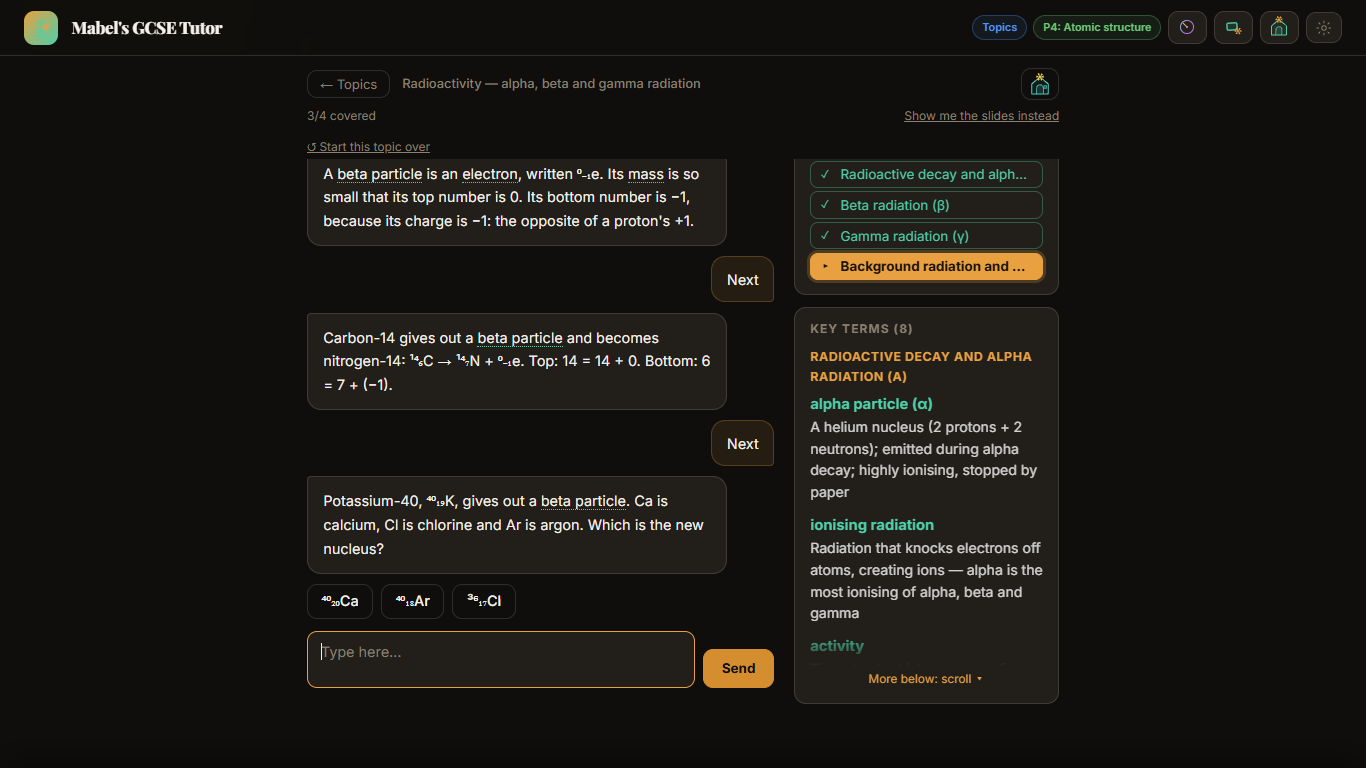 Mabel's GCSE Tutor
Topics
P4: Atomic structure
← Topics
Radioactivity — alpha, beta and gamma radiation
3/4 covered
Show me the slides instead
↺ Start this topic over
A beta particle is an electron, written ⁰₋₁e. Its mass is so
small that its top number is 0. Its bottom number is −1,
because its charge is −1: the opposite of a proton's +1.
Next
Carbon-14 gives out a beta particle and becomes
nitrogen-14: ¹⁴₆C → ¹⁴₇N + ⁰₋₁e. Top: 14 = 14 + 0. Bottom: 6
= 7 + (−1).
Next
Potassium-40, ⁴⁰₁₉K, gives out a beta particle. Ca is
calcium, Cl is chlorine and Ar is argon. Which is the new
nucleus?
⁴⁰₂₀Ca
⁴⁰₁₈Ar
³⁶₁₇Cl
Type here...
Send
✓ Radioactive decay and alph...
✓ Beta radiation (β)
✓ Gamma radiation (γ)
▸ Background radiation and ...
KEY TERMS (8)
RADIOACTIVE DECAY AND ALPHA
RADIATION (Α)
alpha particle (α)
A helium nucleus (2 protons + 2
neutrons); emitted during alpha
decay; highly ionising, stopped by
paper
ionising radiation
Radiation that knocks electrons off
atoms, creating ions — alpha is the
most ionising of alpha, beta and
gamma
activity
More below: scroll ▾